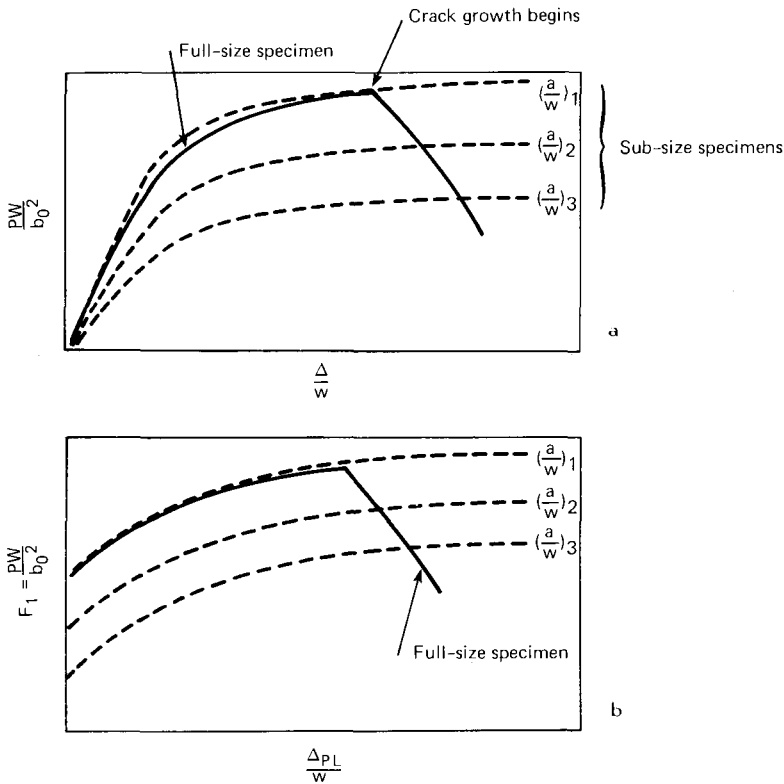 Crack growth begins
Full-size specimen
(a/w)1
(a/w)2
(a/w)3
Sub-size specimens
PW/b0²
Δ/w
a
(a/w)1
(a/w)2
(a/w)3
F1 = PW/b0²
Full-size specimen
ΔPL/w
b